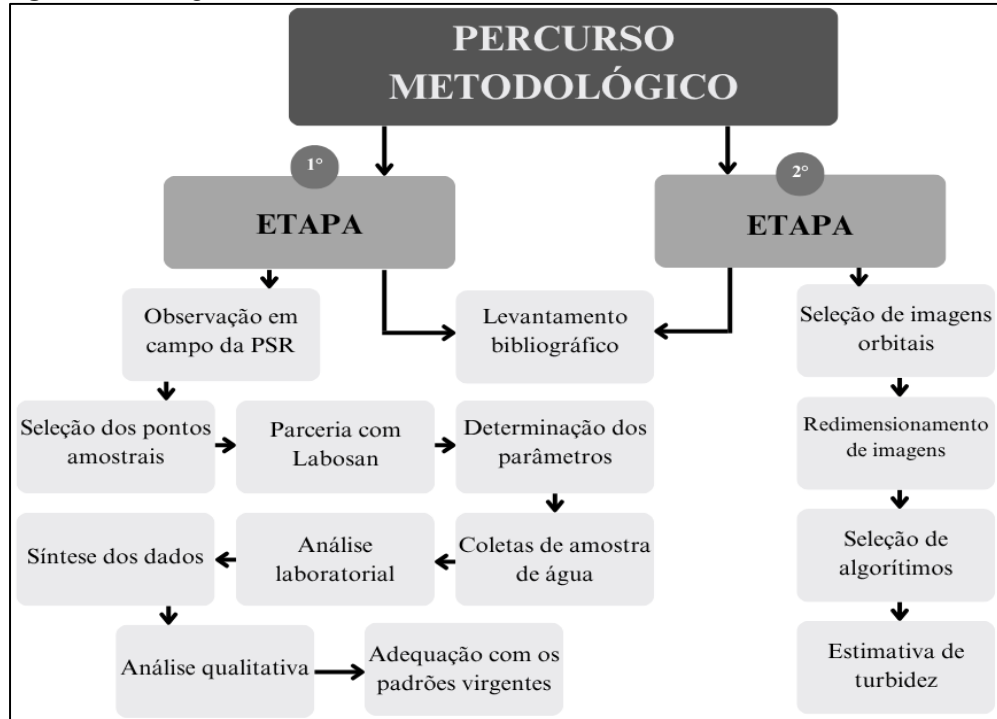 PERCURSO
METODOLÓGICO
1°
ETAPA
2°
ETAPA
Observação em
campo da PSR
Levantamento
bibliográfico
Seleção de imagens
orbitais
Seleção dos pontos
amostrais
Parceria com
Labosan
Determinação dos
parâmetros
Redimensionamento
de imagens
Síntese dos dados
Análise
laboratorial
Coletas de amostra
de água
Seleção de
algorítimos
Análise qualitativa
Adequação com os
padrões virgentes
Estimativa de
turbidez